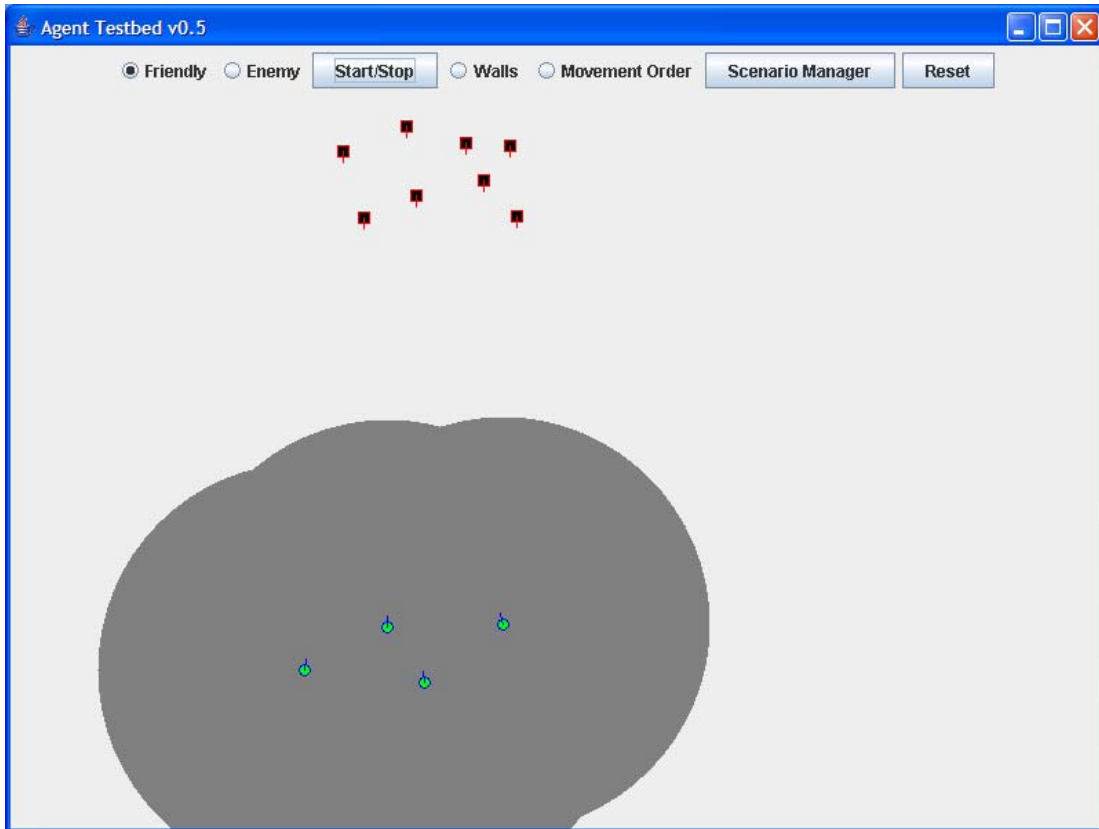 Agent Testbed v0.5
Friendly Enemy Start/Stop Walls Movement Order Scenario Manager Reset